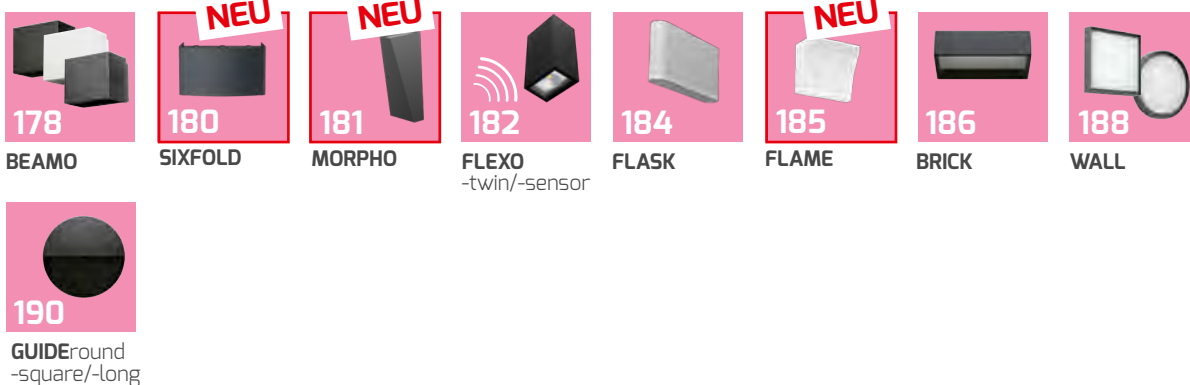 NEU
NEU
NEU
178
180
181
182
184
185
186
188
BEAMO
SIXFOLD
MORPHO
FLEXO
-twin/-sensor
FLASK
FLAME
BRICK
WALL
190
GUIDEround
-square/-long